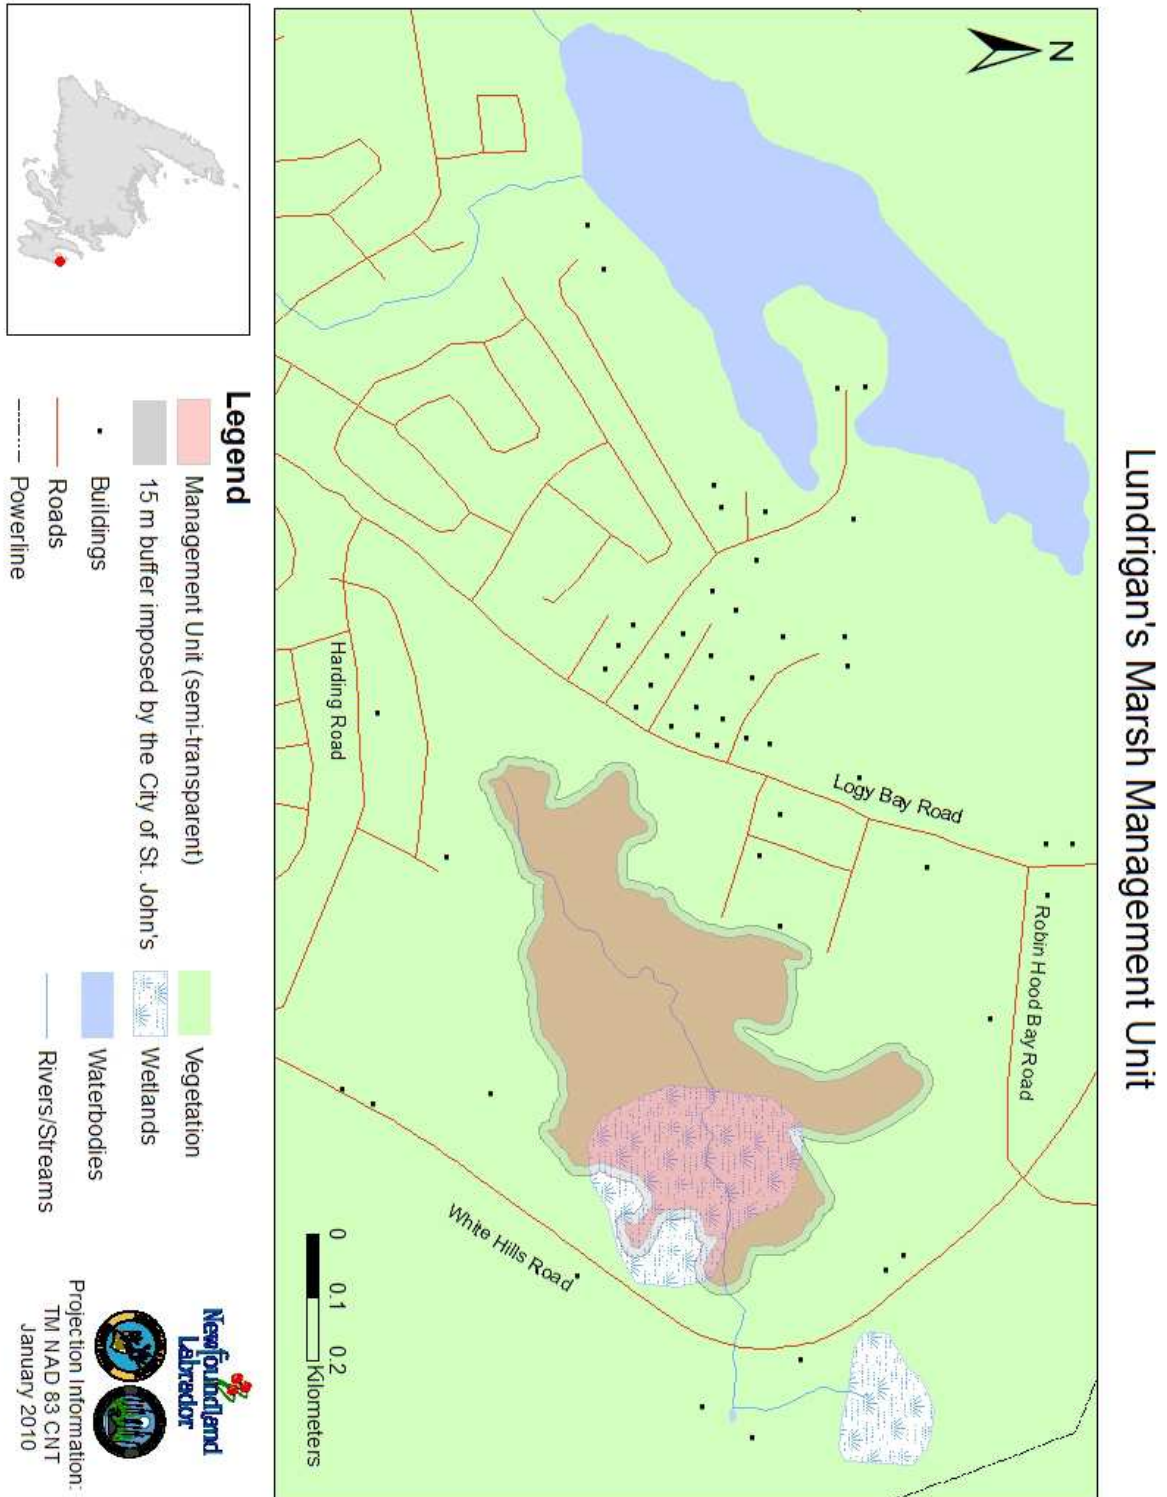 Lundrigan's Marsh Management Unit
N
Logy Bay Road
Robin Hood Bay Road
Harding Road
White Hills Road
0 0.1 0.2
Kilometers
Legend
Management Unit (semi-transparent)
15 m buffer imposed by the City of St. John's
Buildings
Roads
Powerline
Vegetation
Wetlands
Waterbodies
Rivers/Streams
Newfoundland
Labrador
Projection Information:
TM NAD 83 CNT
January 2010